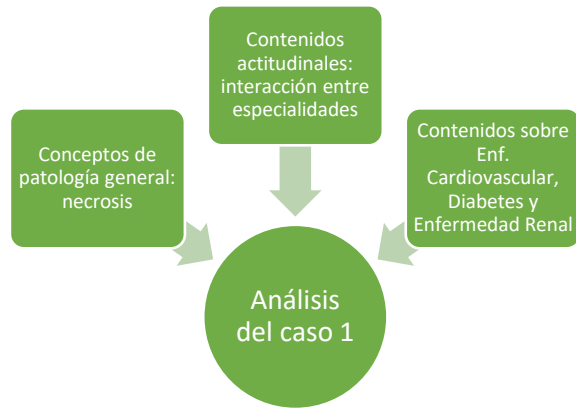 Contenidos
actitudinales:
interacción entre
especialidades
Conceptos de
patología general:
necrosis
Contenidos sobre
Enf.
Cardiovascular,
Diabetes y
Enfermedad Renal
Análisis
del caso 1